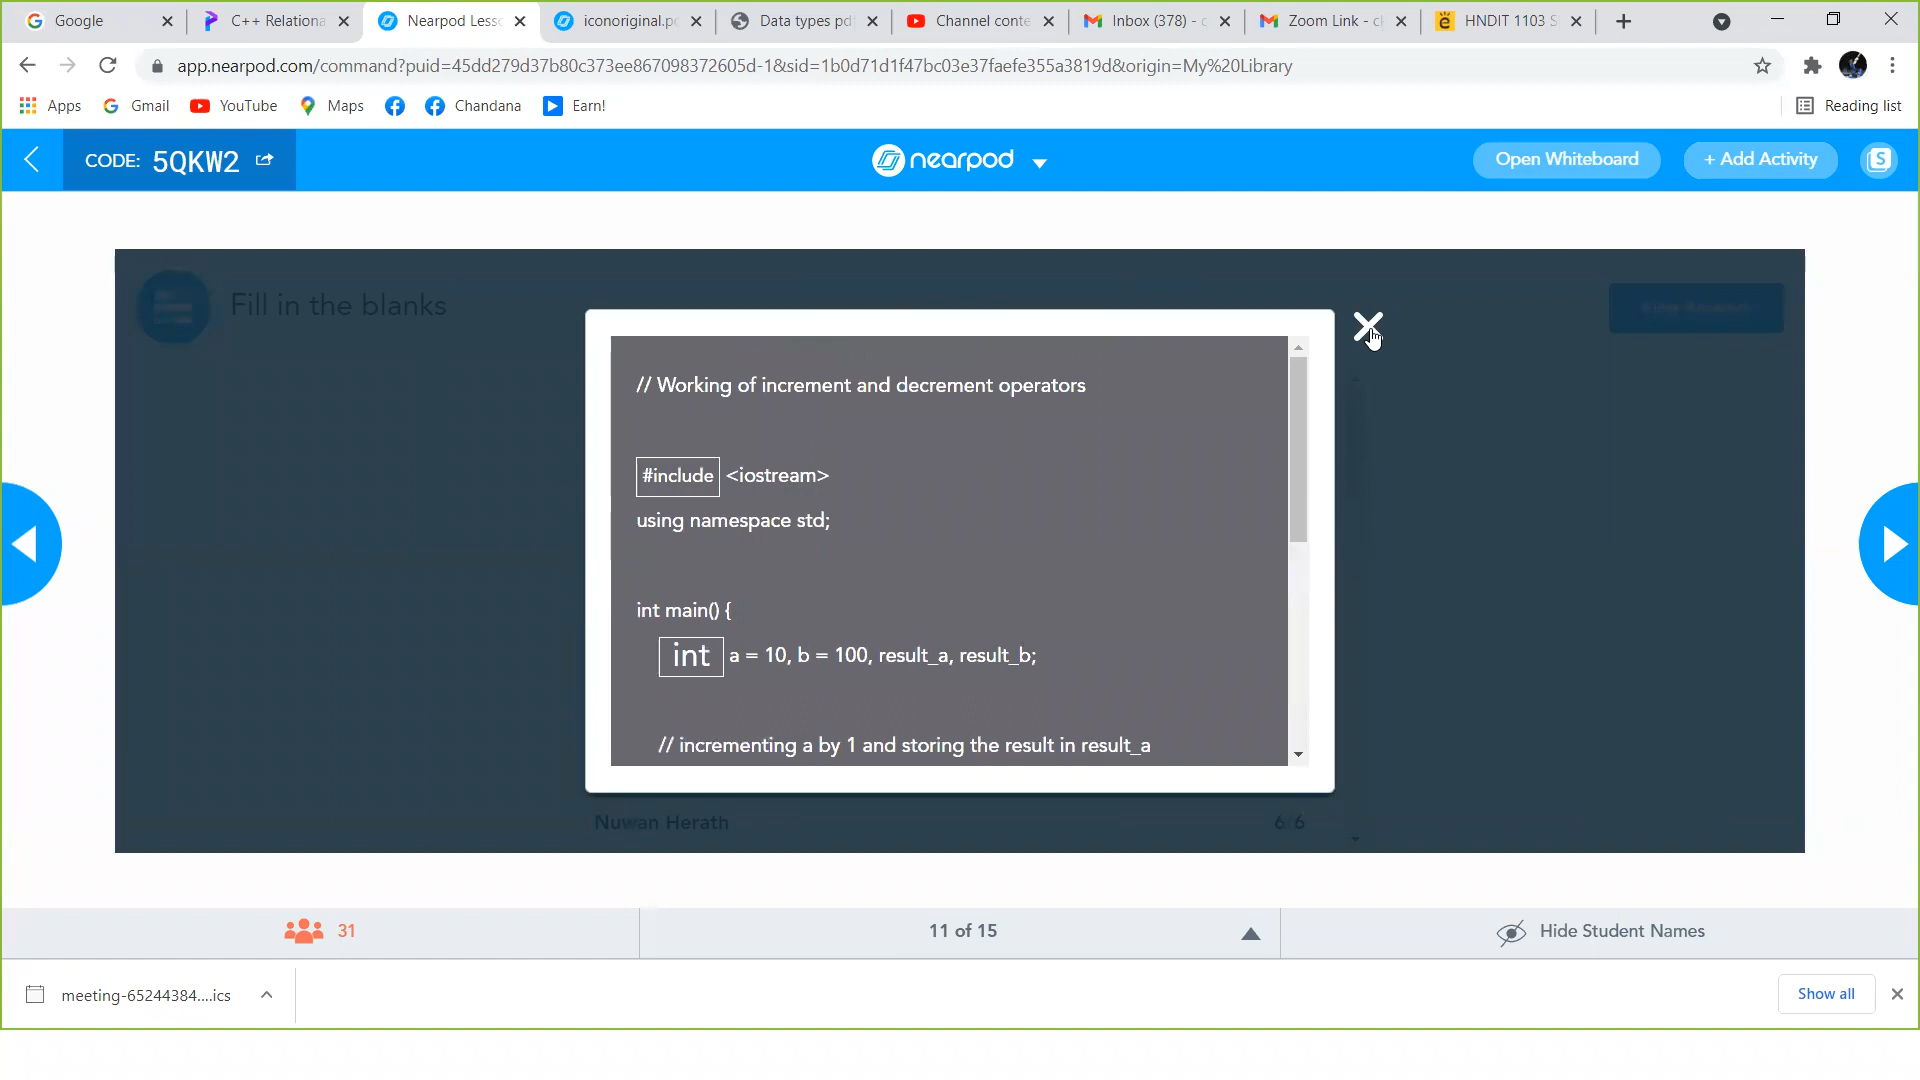 Google
C++ Relationa
Nearpod Lesso
iconoriginal.po
Data types pdf
Channel conte
Inbox (378) - c
Zoom Link - cl
HNDIT 1103 S
app.nearpod.com/command?puid=45dd279d37b80c373ee867098372605d-1&sid=1b0d71d1f47bc03e37faefe355a3819d&origin=My%20Library
Apps
Gmail
YouTube
Maps
Chandana
Earn!
Reading list
CODE: 5QKW2
nearpod
Open Whiteboard
+ Add Activity
S
Fill in the blanks
// Working of increment and decrement operators
#include <iostream>
using namespace std;
int main() {
int a = 10, b = 100, result_a, result_b;
// incrementing a by 1 and storing the result in result_a
Nuwan Herath
6/6
31
11 of 15
Hide Student Names
meeting-65244384....ics
Show all